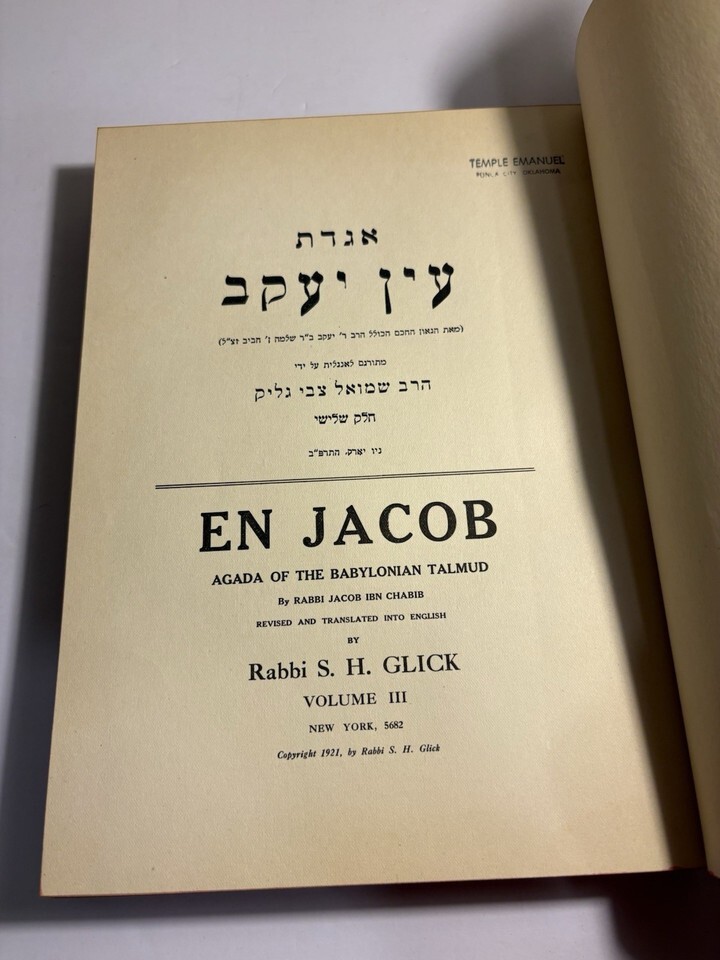 TEMPLE EMANUEL
PONCA CITY, OKLAHOMA
אגדת
עין יעקב
(מאת הגאון החכם הכולל הרב ר' יעקב ב"ר שלמה ן' חביב זצ"ל)
מתורגם לאנגלית על ידי
הרב שמואל צבי גליק
חלק שלישי
ניו יארק, התרפ"ב
EN JACOB
AGADA OF THE BABYLONIAN TALMUD
By RABBI JACOB IBN CHABIB
REVISED AND TRANSLATED INTO ENGLISH
BY
Rabbi S. H. GLICK
VOLUME III
NEW YORK, 5682
Copyright 1921, by Rabbi S. H. Glick